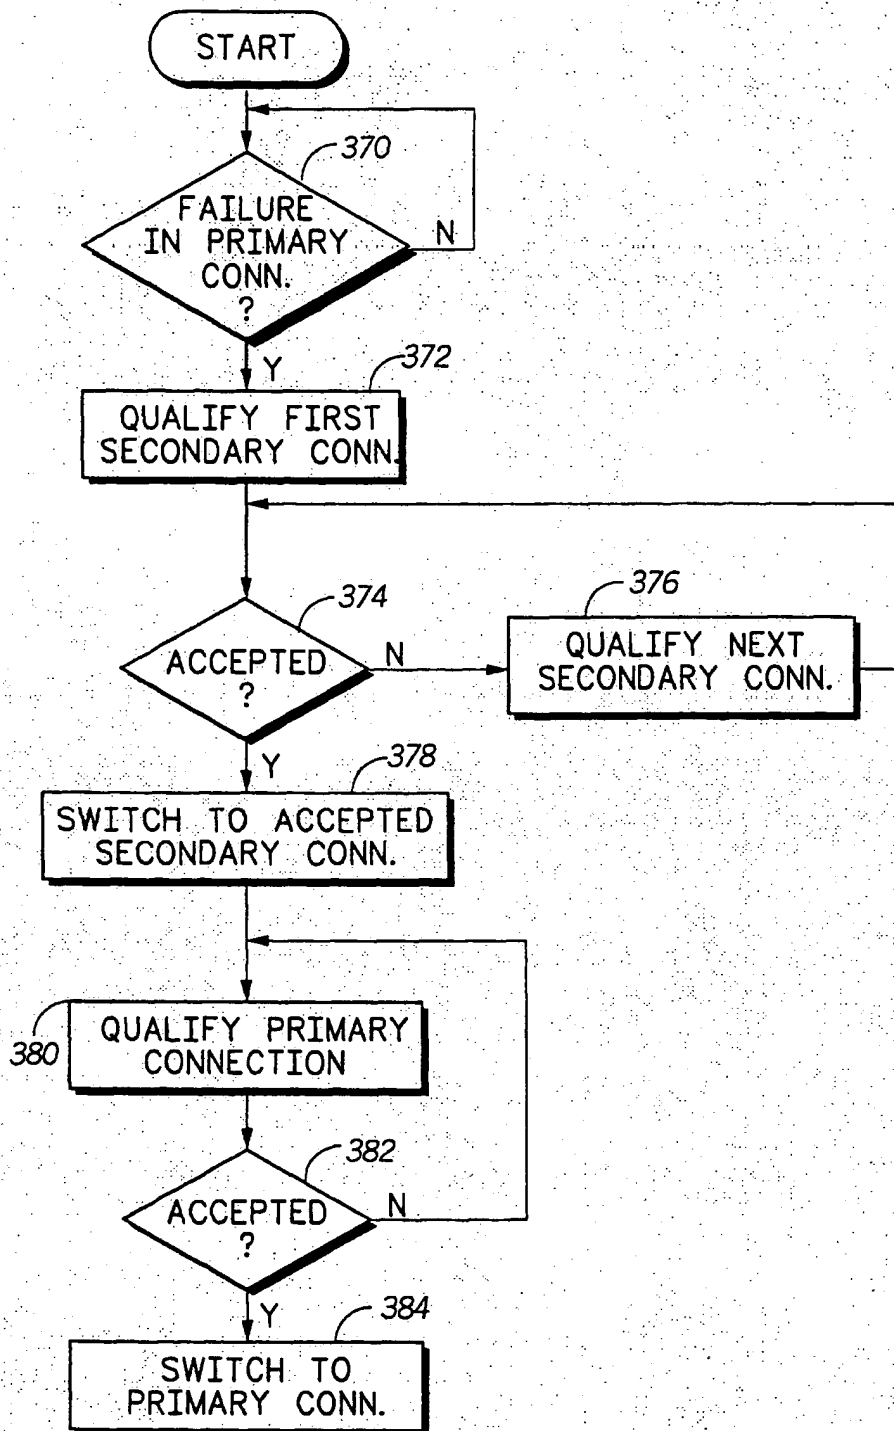 START
370
FAILURE
IN PRIMARY
CONN.
?
N
Y
372
QUALIFY FIRST
SECONDARY CONN.
374
ACCEPTED
?
N
376
QUALIFY NEXT
SECONDARY CONN.
Y
378
SWITCH TO ACCEPTED
SECONDARY CONN.
380
QUALIFY PRIMARY
CONNECTION
382
ACCEPTED
?
N
Y
384
SWITCH TO
PRIMARY CONN.